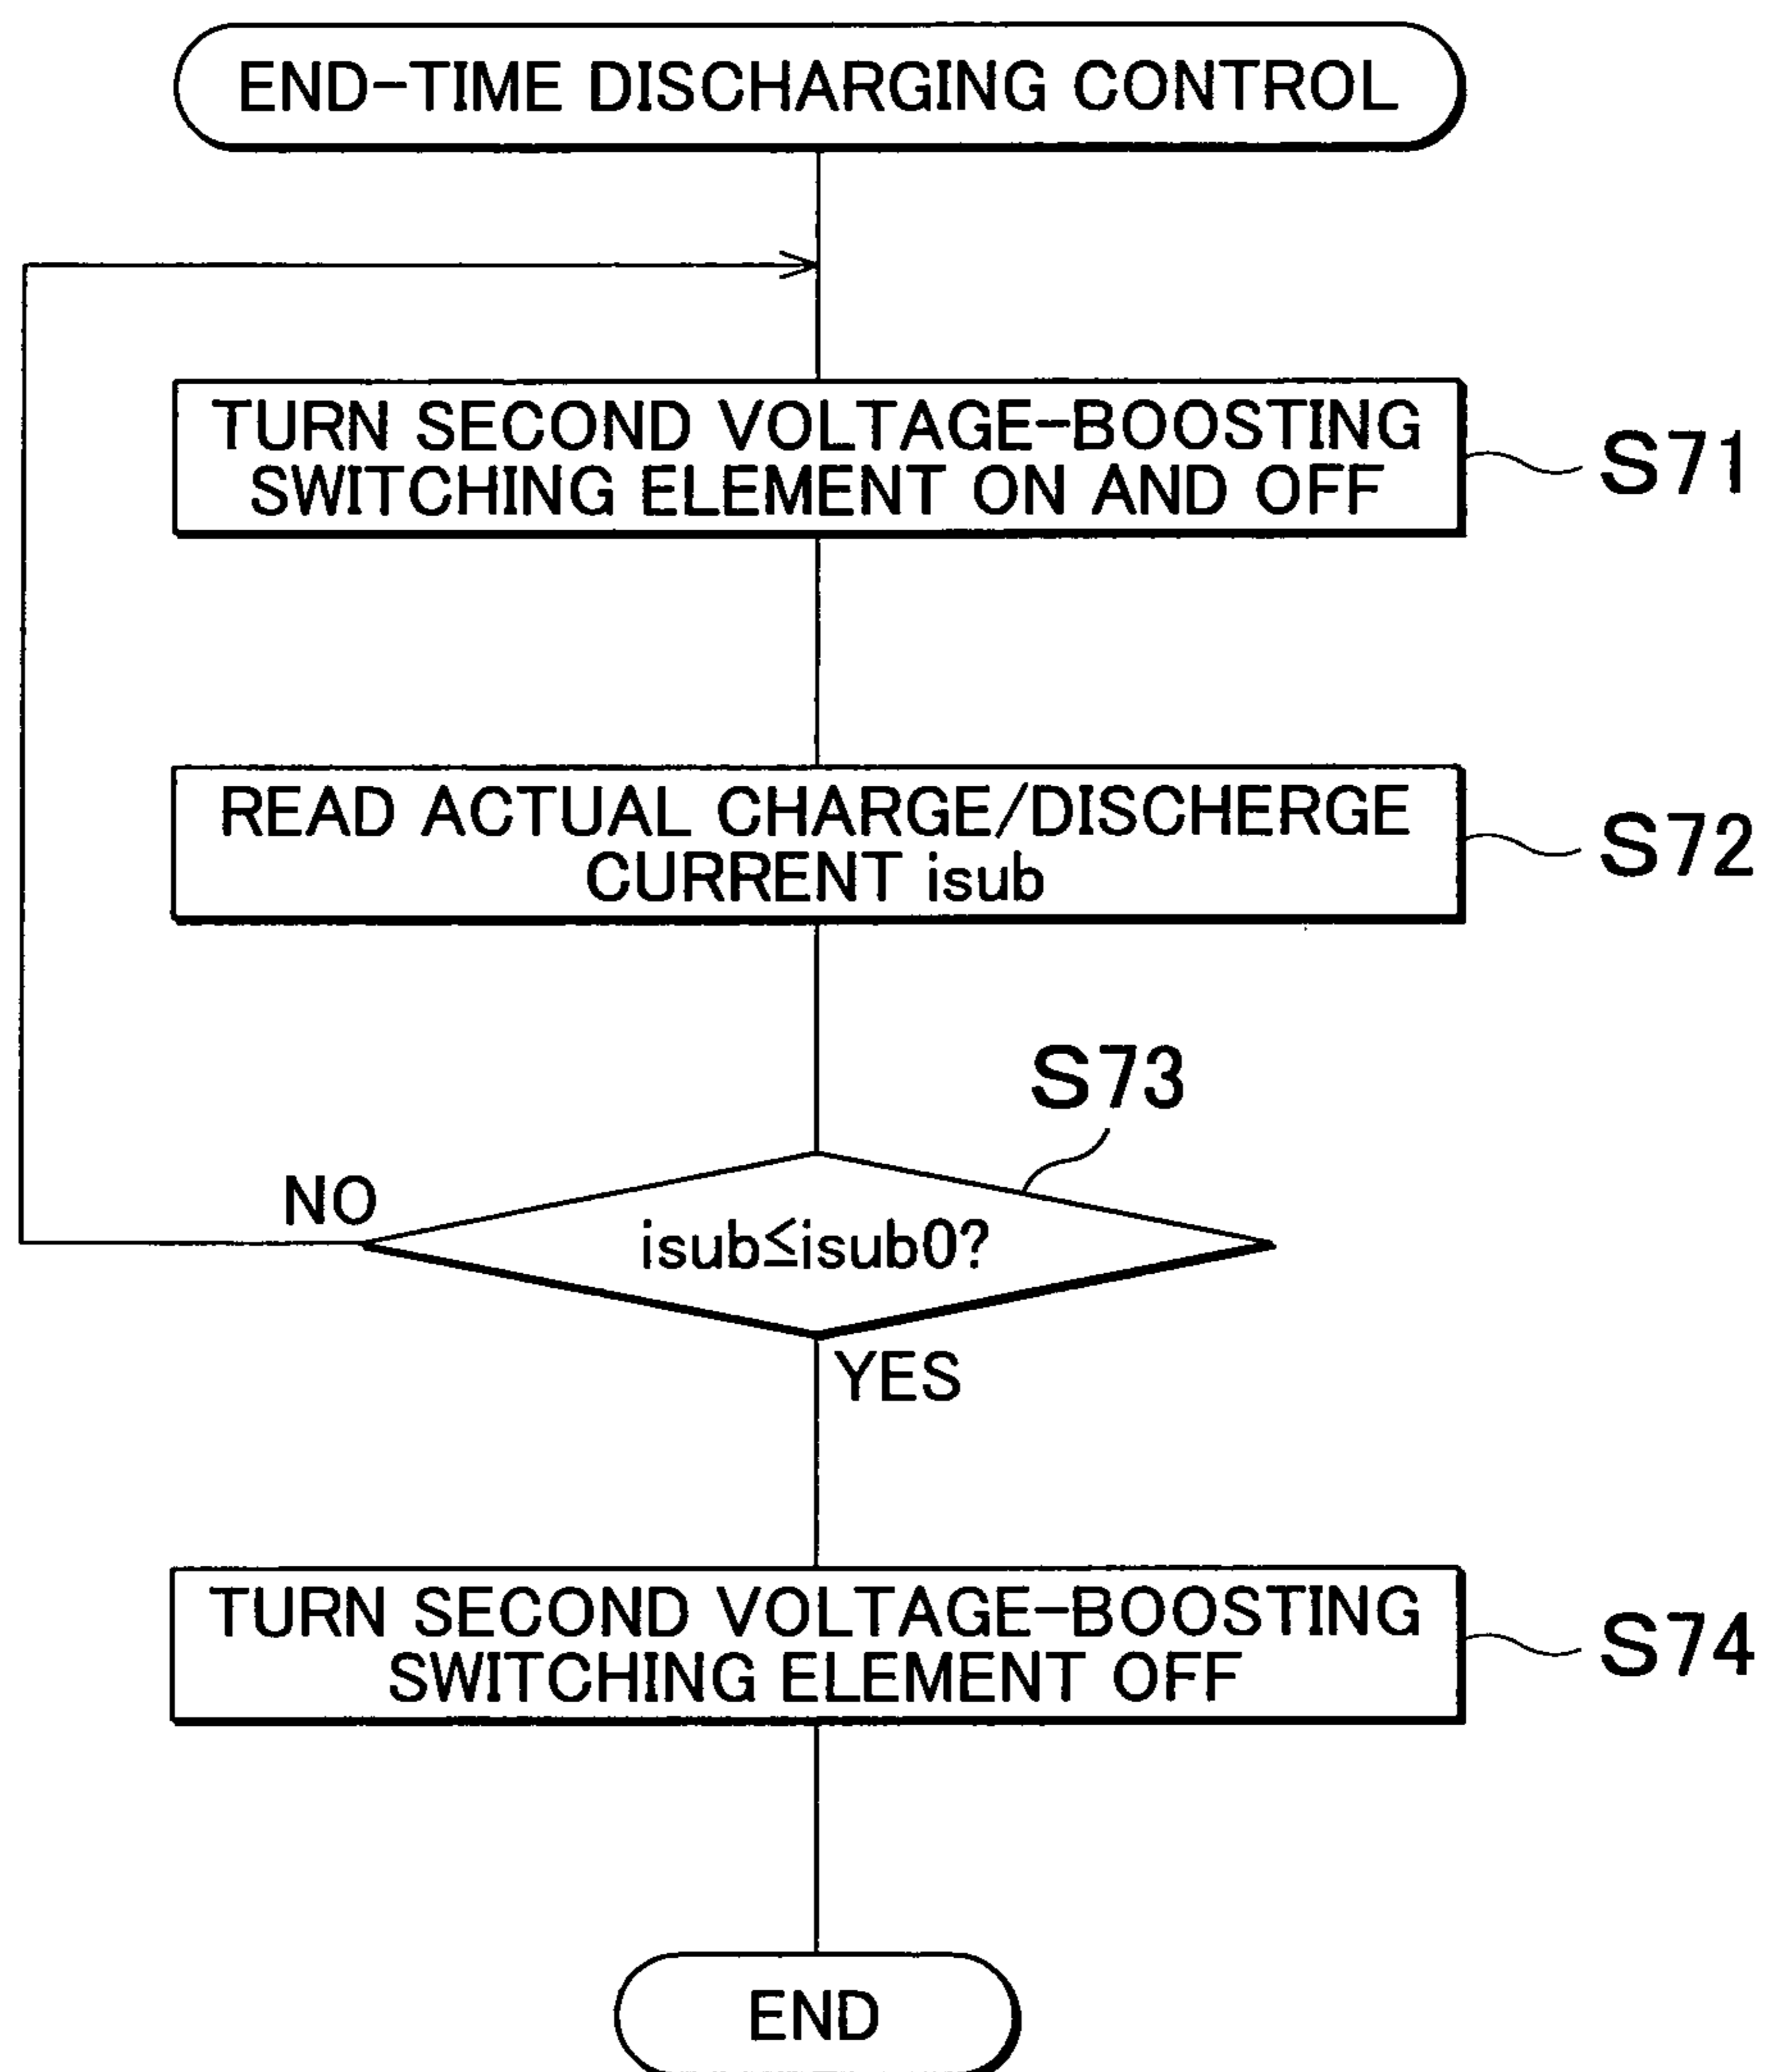 END-TIME DISCHARGING CONTROL
TURN SECOND VOLTAGE-BOOSTING
SWITCHING ELEMENT ON AND OFF
S71
READ ACTUAL CHARGE/DISCHERGE
CURRENT isub
S72
S73
NO
isub≤isub0?
YES
TURN SECOND VOLTAGE-BOOSTING
SWITCHING ELEMENT OFF
S74
END